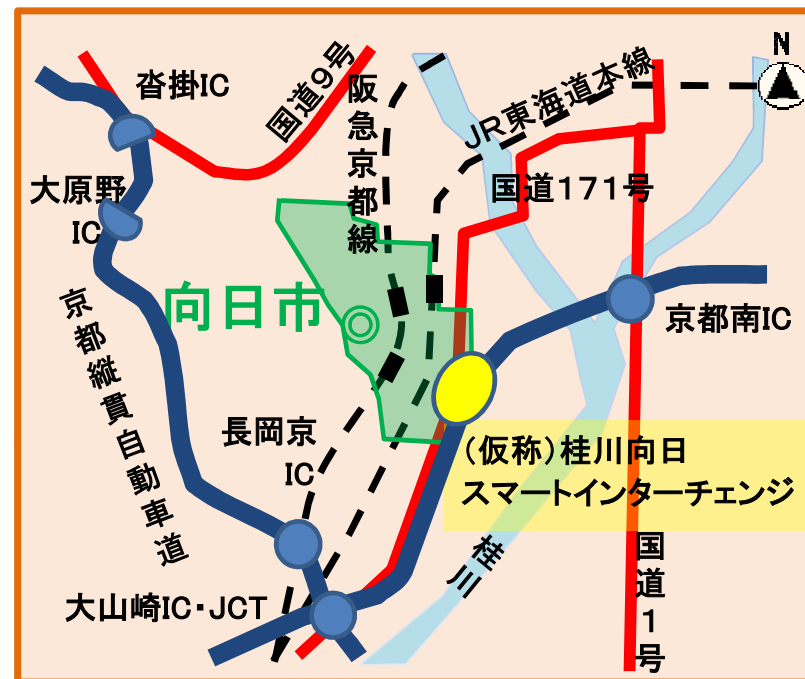 N
沓掛IC
国道9号
阪急京都線
JR東海道本線
大原野
IC
国道171号
向日市
京都南IC
京都縦貫自動車道
長岡京
IC
（仮称）桂川向日
スマートインターチェンジ
桂川
国道1号
大山崎IC・JCT